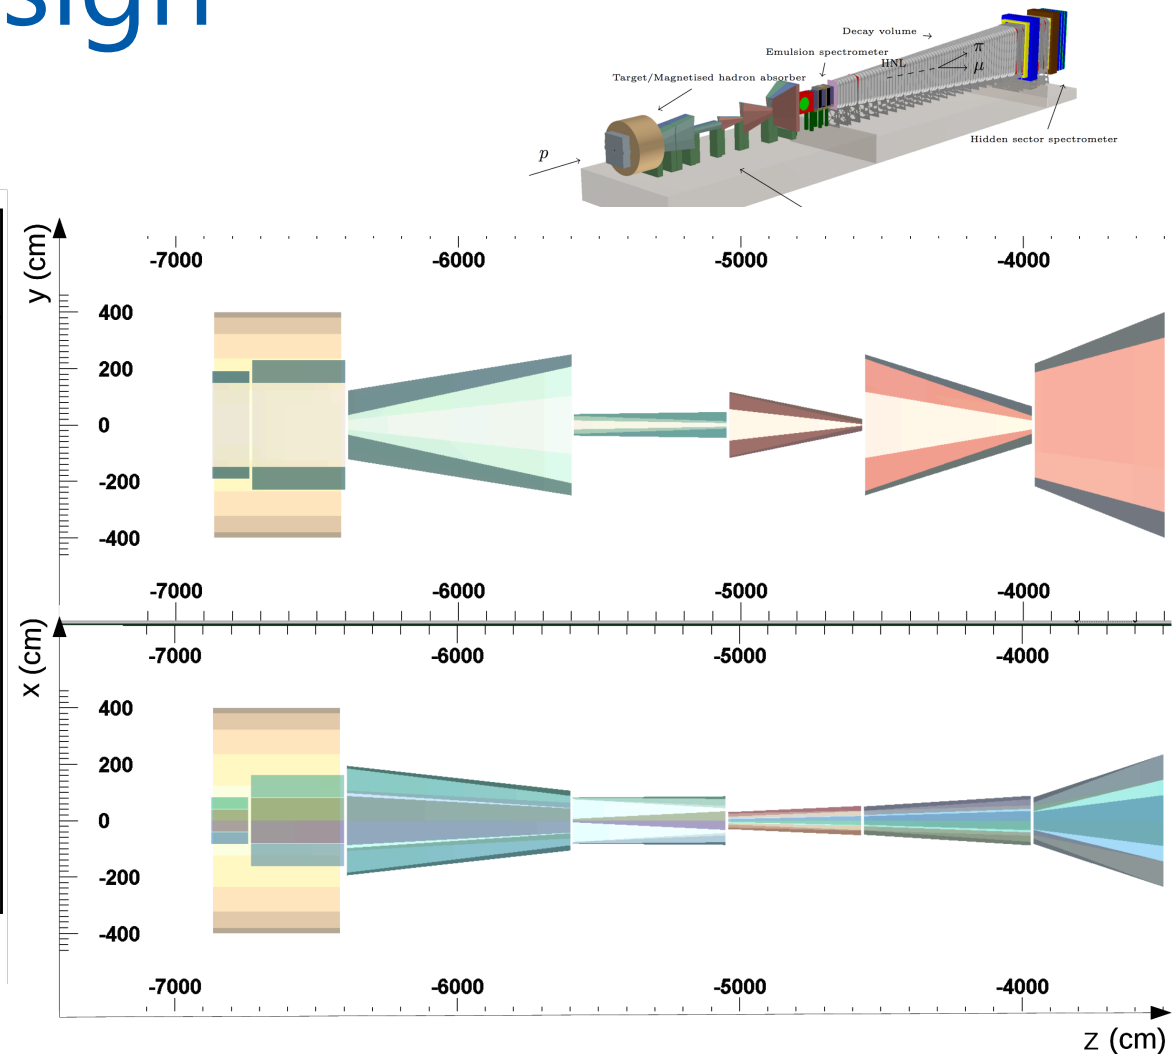 sign
Decay volume
Emulsion spectrometer
HNL
π
μ
Target/Magnetised hadron absorber
Hidden sector spectrometer
p
y (cm)
-7000 -6000 -5000 -4000
400
200
0
-200
-400
-7000 -6000 -5000 -4000
x (cm)
-7000 -6000 -5000 -4000
400
200
0
-200
-400
-7000 -6000 -5000 -4000
z (cm)